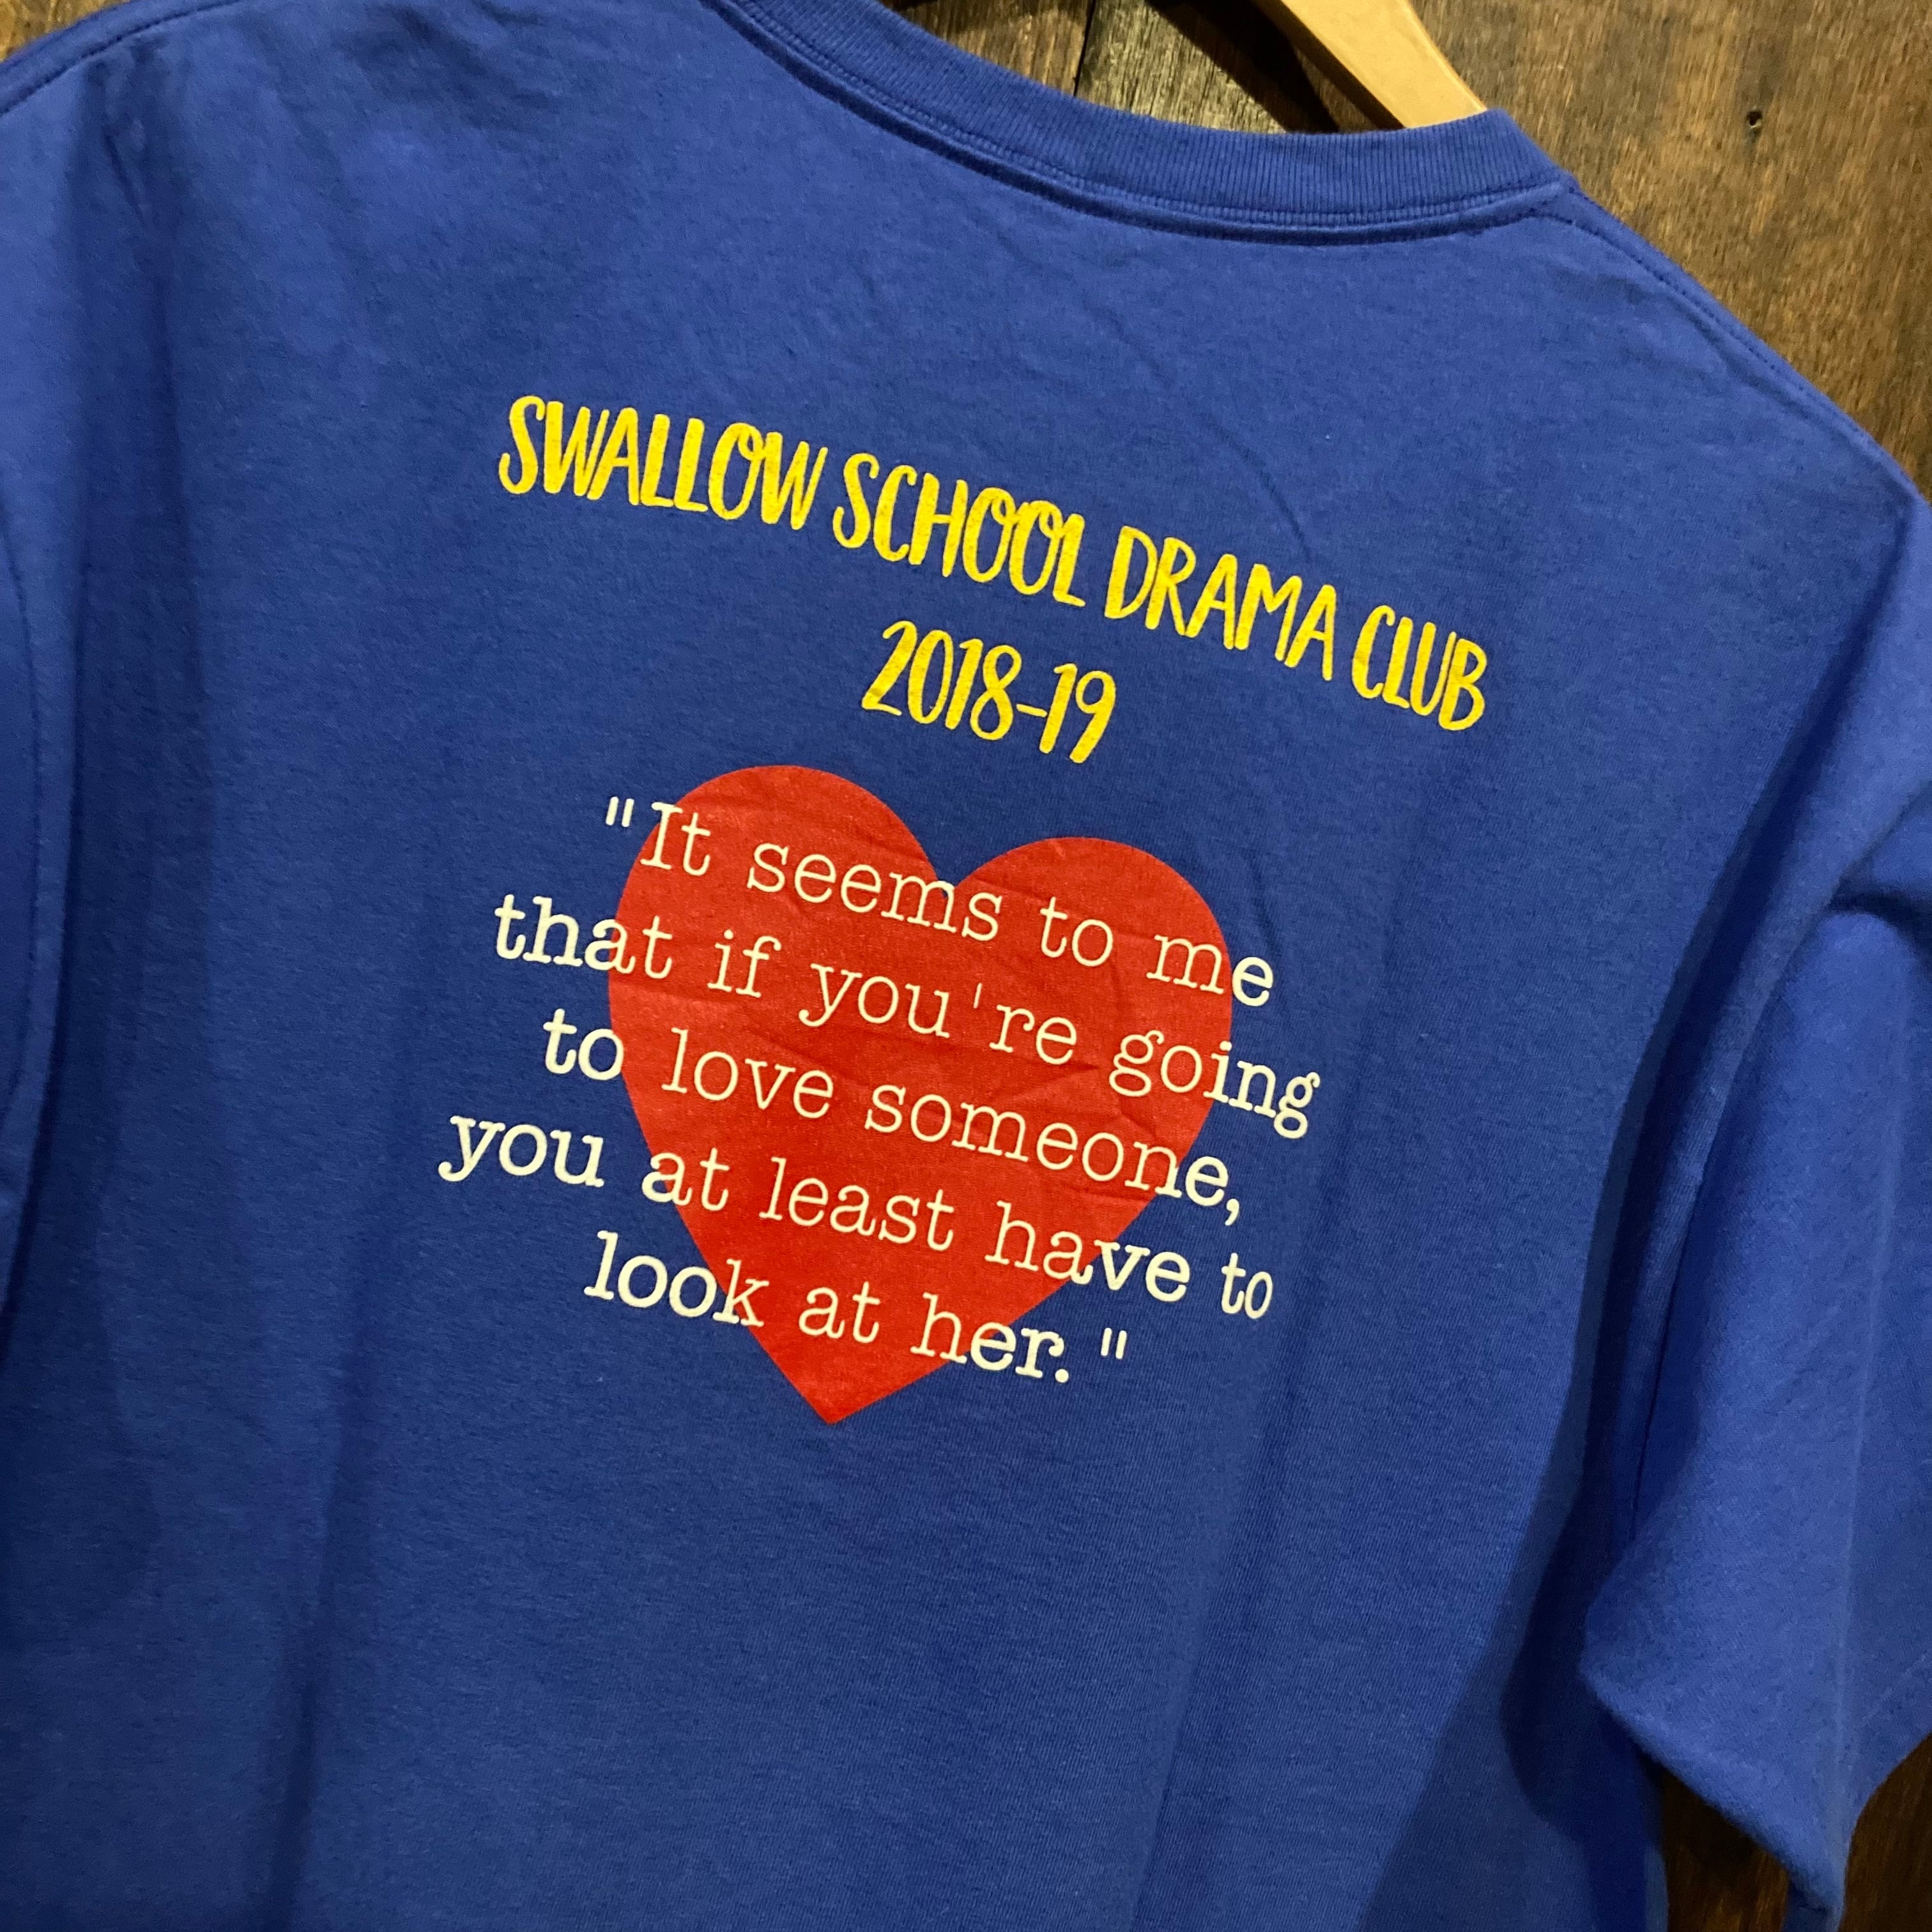 SWALLOW SCHOOL DRAMA CLUB
2018-19
"It seems to me
that if you're going
to love someone,
you at least have to
look at her."